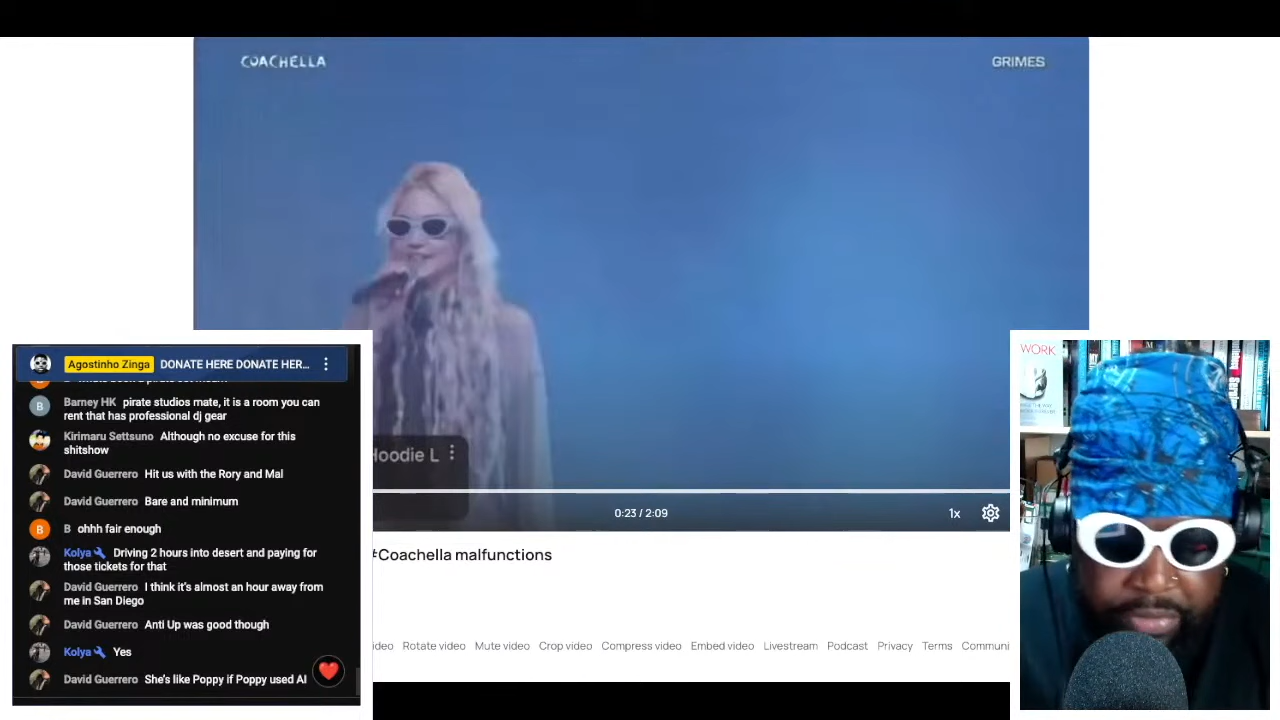 COACHELLA
GRIMES
Hoodie L
0:23 / 2:09
1x
#Coachella malfunctions
Rotate video Mute video Crop video Compress video Embed video Livestream Podcast Privacy Terms
Agostinho Zinga DONATE HERE DONATE HER...
Barney HK pirate studios mate, it is a room you can
rent that has professional dj gear
Kirimaru Settsuno Although no excuse for this
shitshow
David Guerrero Hit us with the Rory and Mal
David Guerrero Bare and minimum
B ohhh fair enough
Kolya Driving 2 hours into desert and paying for
those tickets for that
David Guerrero I think it's almost an hour away from
me in San Diego
David Guerrero Anti Up was good though
Kolya Yes
David Guerrero She's like Poppy if Poppy used AI
WORK